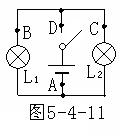 B D C
L₁ A L₂
图5-4-11